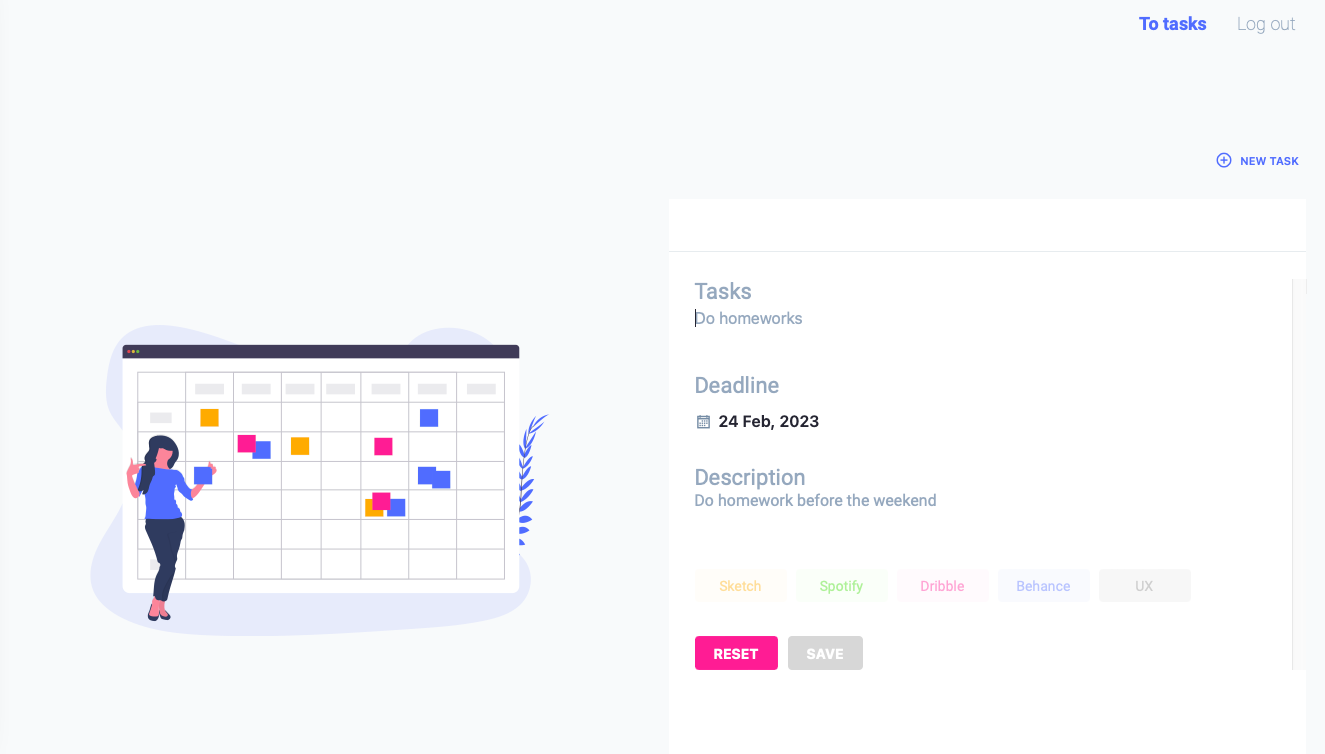 To tasks Log out
NEW TASK
Tasks
Do homeworks
Deadline
24 Feb, 2023
Description
Do homework before the weekend
Sketch Spotify Dribble Behance UX
RESET SAVE